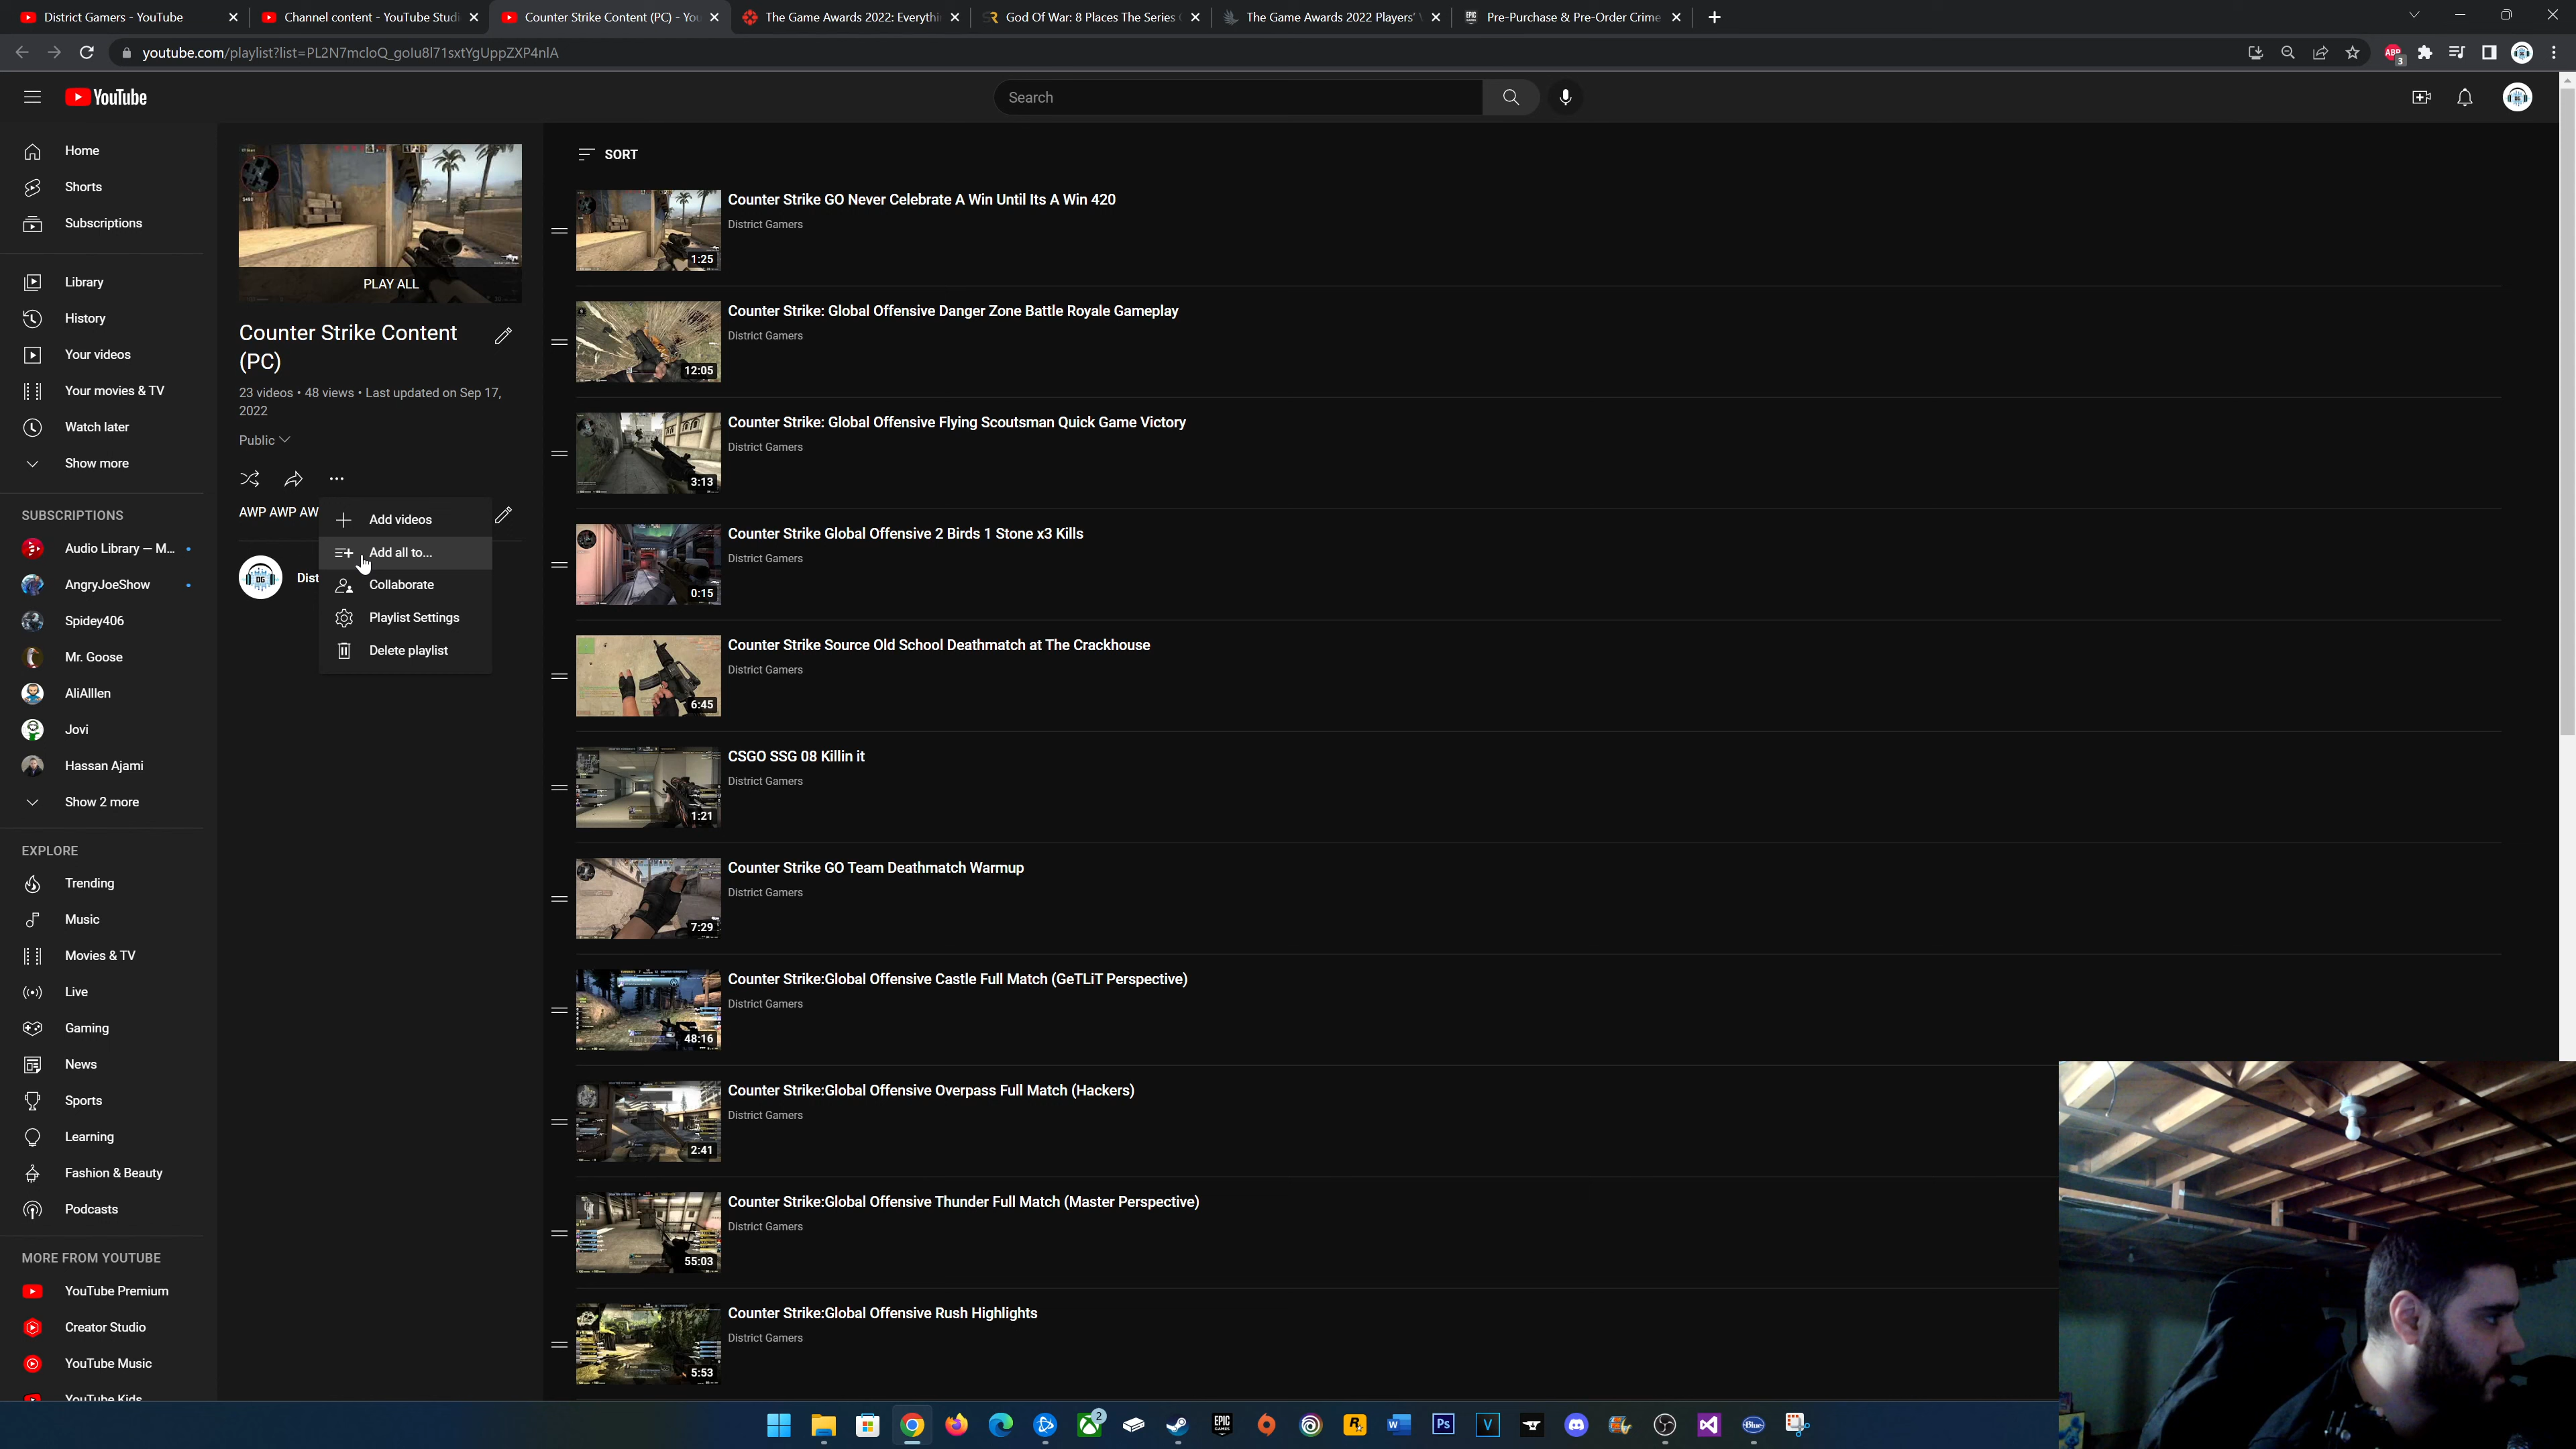 District Gamers - YouTube
Channel content - YouTube Studi
Counter Strike Content (PC) - You
The Game Awards 2022: Everythi
God Of War: 8 Places The Series
The Game Awards 2022 Players'
Pre-Purchase & Pre-Order Crime
youtube.com/playlist?list=PL2N7mcloQ_golu8l71sxtYgUppZXP4nlA
ABP
3
YouTube
Search
Home
Shorts
Subscriptions
Library
History
Your videos
Your movies & TV
Watch later
Show more
SUBSCRIPTIONS
Audio Library — M...
AngryJoeShow
Spidey406
Mr. Goose
AliAlllen
Jovi
Hassan Ajami
Show 2 more
EXPLORE
Trending
Music
Movies & TV
Live
Gaming
News
Sports
Learning
Fashion & Beauty
Podcasts
MORE FROM YOUTUBE
YouTube Premium
Creator Studio
YouTube Music
YouTube Kids
PLAY ALL
Counter Strike Content
(PC)
23 videos • 48 views • Last updated on Sep 17,
2022
Public
AWP AWP AW
DG
Dist
Add videos
Add all to...
Collaborate
Playlist Settings
Delete playlist
SORT
Counter Strike GO Never Celebrate A Win Until Its A Win 420
District Gamers
1:25
Counter Strike: Global Offensive Danger Zone Battle Royale Gameplay
District Gamers
12:05
Counter Strike: Global Offensive Flying Scoutsman Quick Game Victory
District Gamers
3:13
Counter Strike Global Offensive 2 Birds 1 Stone x3 Kills
District Gamers
0:15
Counter Strike Source Old School Deathmatch at The Crackhouse
District Gamers
6:45
CSGO SSG 08 Killin it
District Gamers
1:21
Counter Strike GO Team Deathmatch Warmup
District Gamers
7:29
Counter Strike:Global Offensive Castle Full Match (GeTLiT Perspective)
District Gamers
48:16
Counter Strike:Global Offensive Overpass Full Match (Hackers)
District Gamers
2:41
Counter Strike:Global Offensive Thunder Full Match (Master Perspective)
District Gamers
55:03
Counter Strike:Global Offensive Rush Highlights
District Gamers
5:53
2
EPIC
GAMES
R
W
Ps
V
Blue